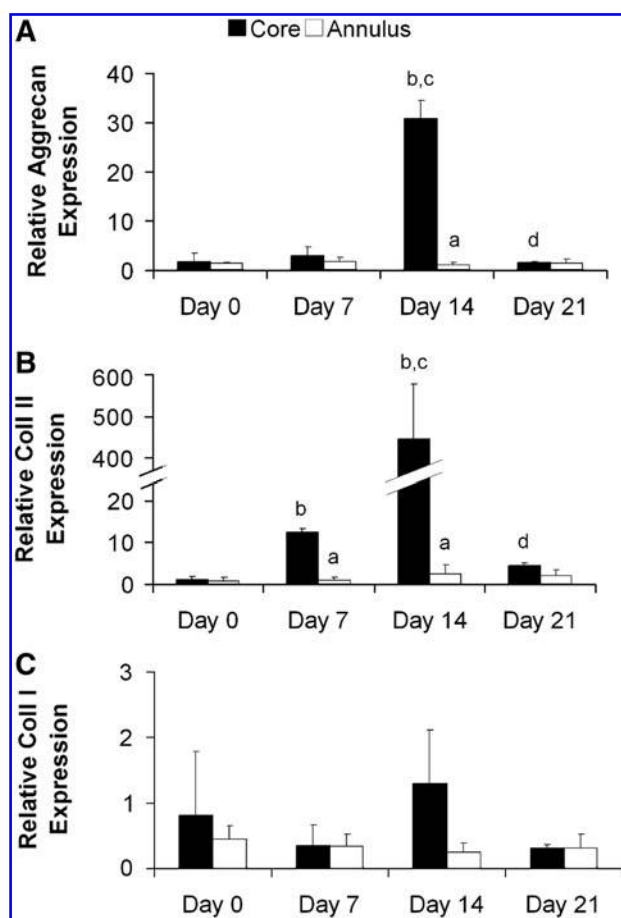 A
Core Annulus
Relative Aggrecan Expression
40
30
20
10
0
b,c
a
d
Day 0 Day 7 Day 14 Day 21
B
Relative Coll II Expression
600
500
400
20
10
0
b
a
b,c
a
d
Day 0 Day 7 Day 14 Day 21
C
Relative Coll I Expression
3
2
1
0
Day 0 Day 7 Day 14 Day 21